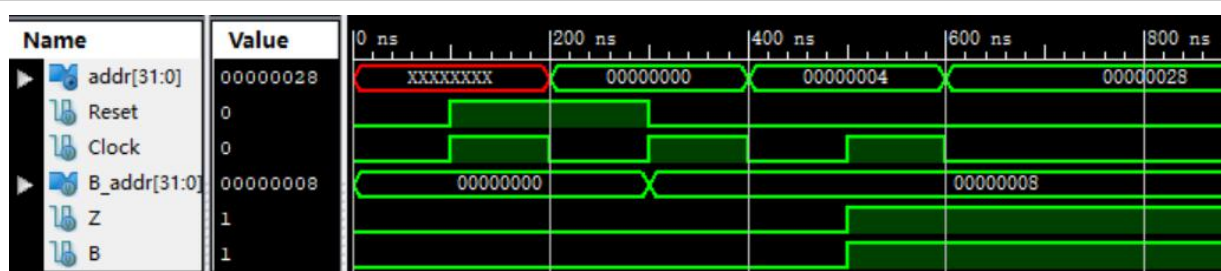 Name Value 0 ns 200 ns 400 ns 600 ns 800 ns
addr[31:0] 00000028 XXXXXXXX 00000000 00000004 00000028
Reset 0
Clock 0
B_addr[31:0] 00000008 00000000 00000008
Z 1
B 1